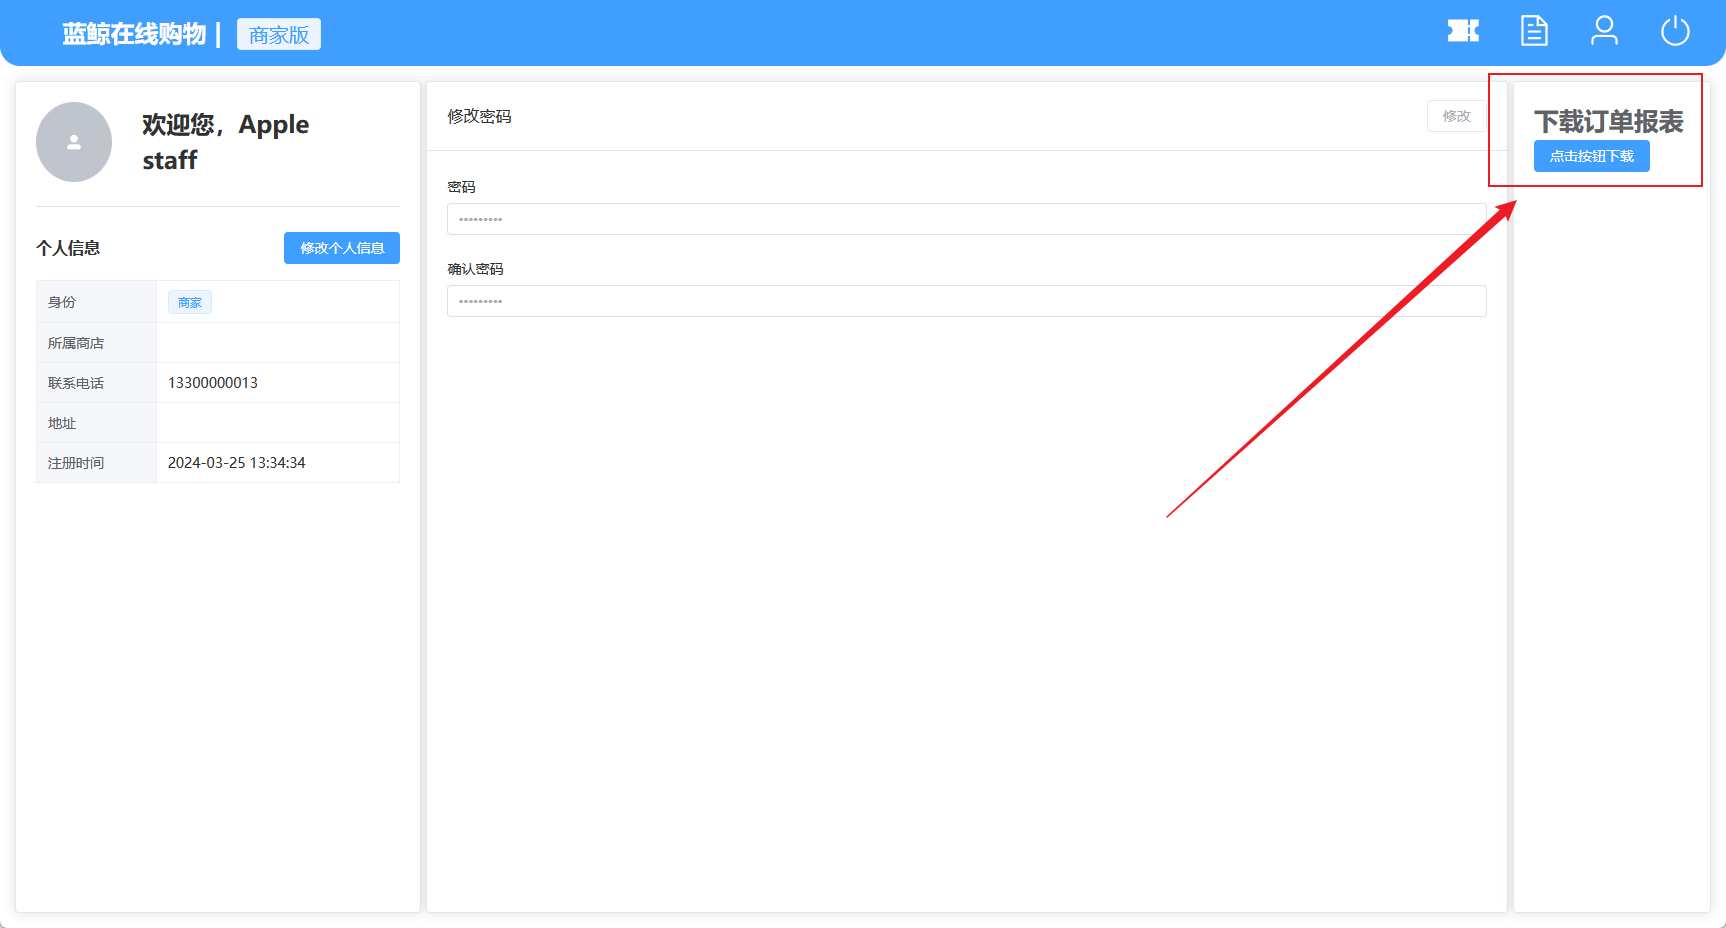 蓝鲸在线购物 | 商家版
欢迎您，Apple
staff
个人信息
修改个人信息
身份 商家
所属商店
联系电话 13300000013
地址
注册时间 2024-03-25 13:34:34
修改密码
修改
密码
•••••••••
确认密码
•••••••••
下载订单报表
点击按钮下载